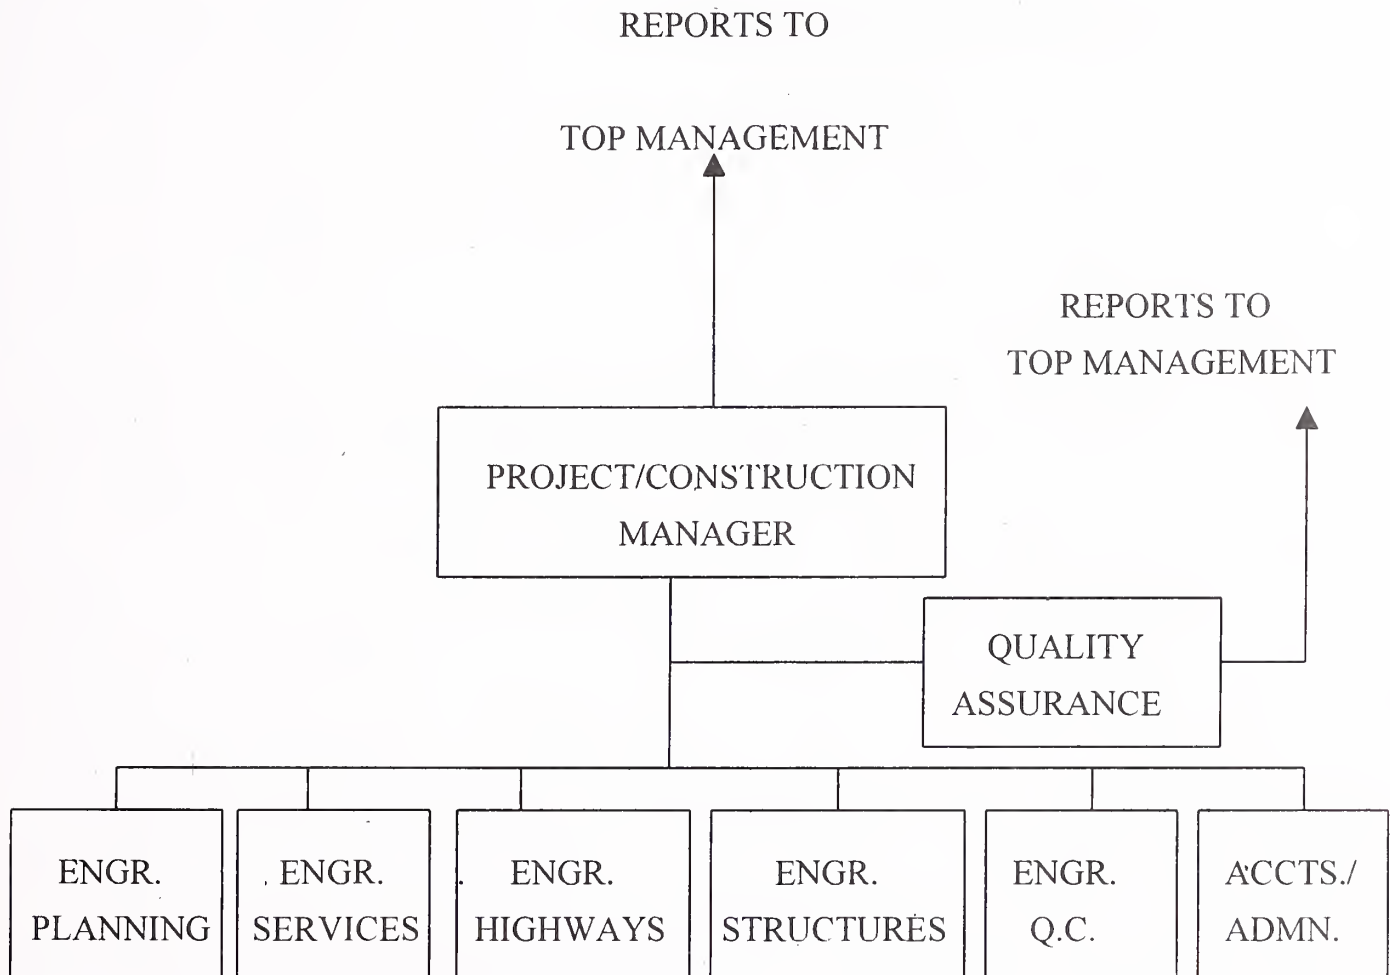 REPORTS TO
TOP MANAGEMENT
REPORTS TO
TOP MANAGEMENT
PROJECT/CONSTRUCTION
MANAGER
QUALITY
ASSURANCE
ENGR.
PLANNING
ENGR.
SERVICES
ENGR.
HIGHWAYS
ENGR.
STRUCTURES
ENGR.
Q.C.
ACCTS./
ADMN.